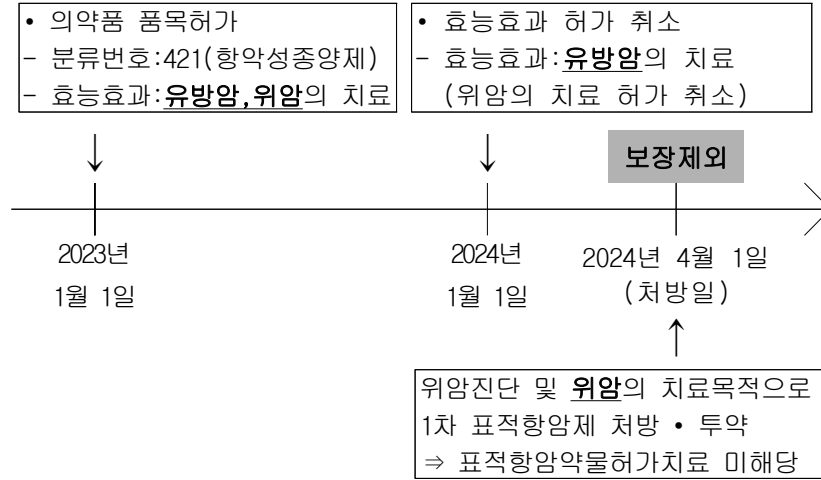 • 의약품 품목허가
- 분류번호:421(항악성종양제)
- 효능효과:유방암,위암의 치료
• 효능효과 허가 취소
- 효능효과:유방암의 치료
(위암의 치료 허가 취소)
보장제외
2023년
1월 1일
2024년
1월 1일
2024년 4월 1일
(처방일)
위암진단 및 위암의 치료목적으로
1차 표적항암제 처방 • 투약
⇒ 표적항암약물허가치료 미해당